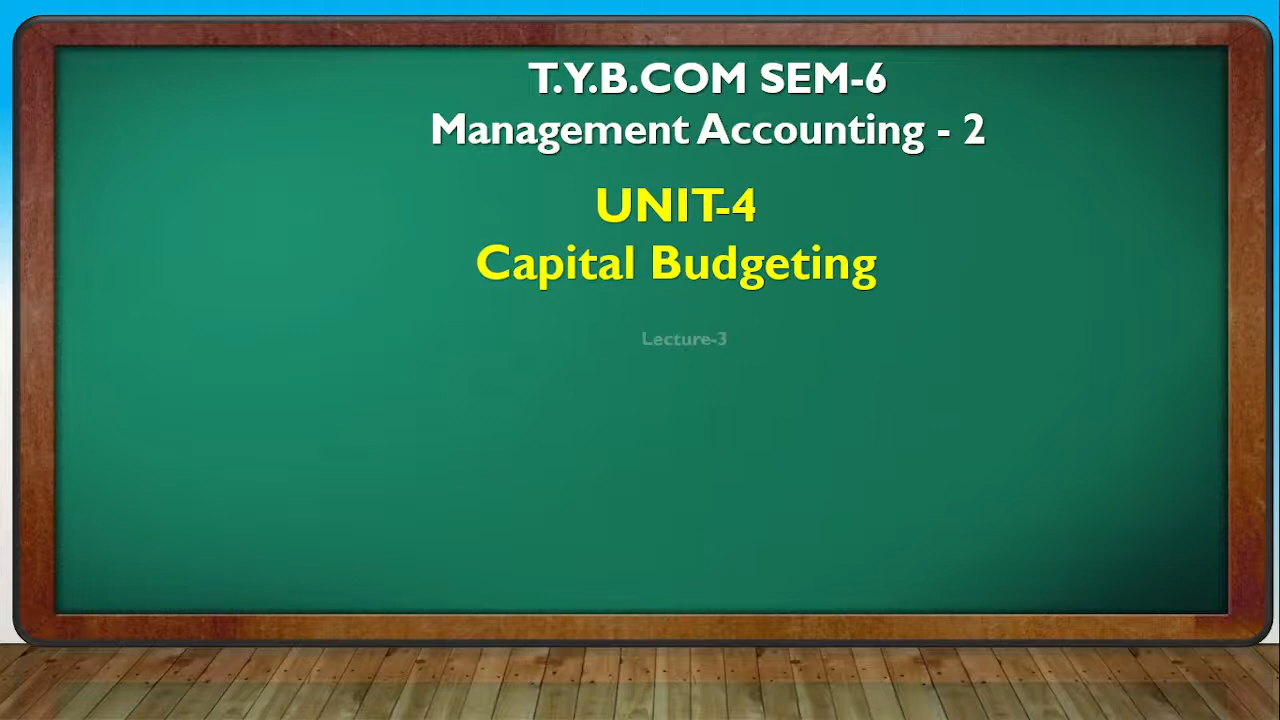 T.Y.B.COM SEM-6
Management Accounting - 2
UNIT-4
Capital Budgeting
Lecture-3